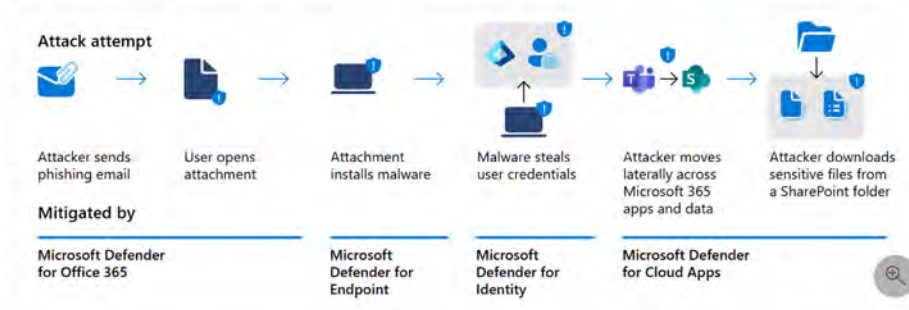 Attack attempt
Attacker sends
phishing email
User opens
attachment
Attachment
installs malware
Malware steals
user credentials
Attacker moves
laterally across
Microsoft 365
apps and data
Attacker downloads
sensitive files from
a SharePoint folder
Mitigated by
Microsoft Defender
for Office 365
Microsoft
Defender for
Endpoint
Microsoft
Defender for
Identity
Microsoft Defender
for Cloud Apps